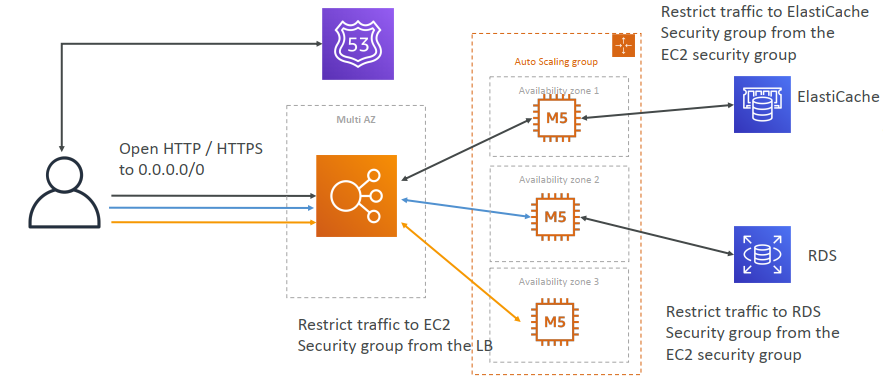 Restrict traffic to ElastiCache
Security group from the
EC2 security group
53
Auto Scaling group
Availability zone 1
M5
ElastiCache
Multi AZ
Open HTTP / HTTPS
to 0.0.0.0/0
Availability zone 2
M5
RDS
Availability zone 3
M5
Restrict traffic to EC2
Security group from the LB
Restrict traffic to RDS
Security group from the
EC2 security group